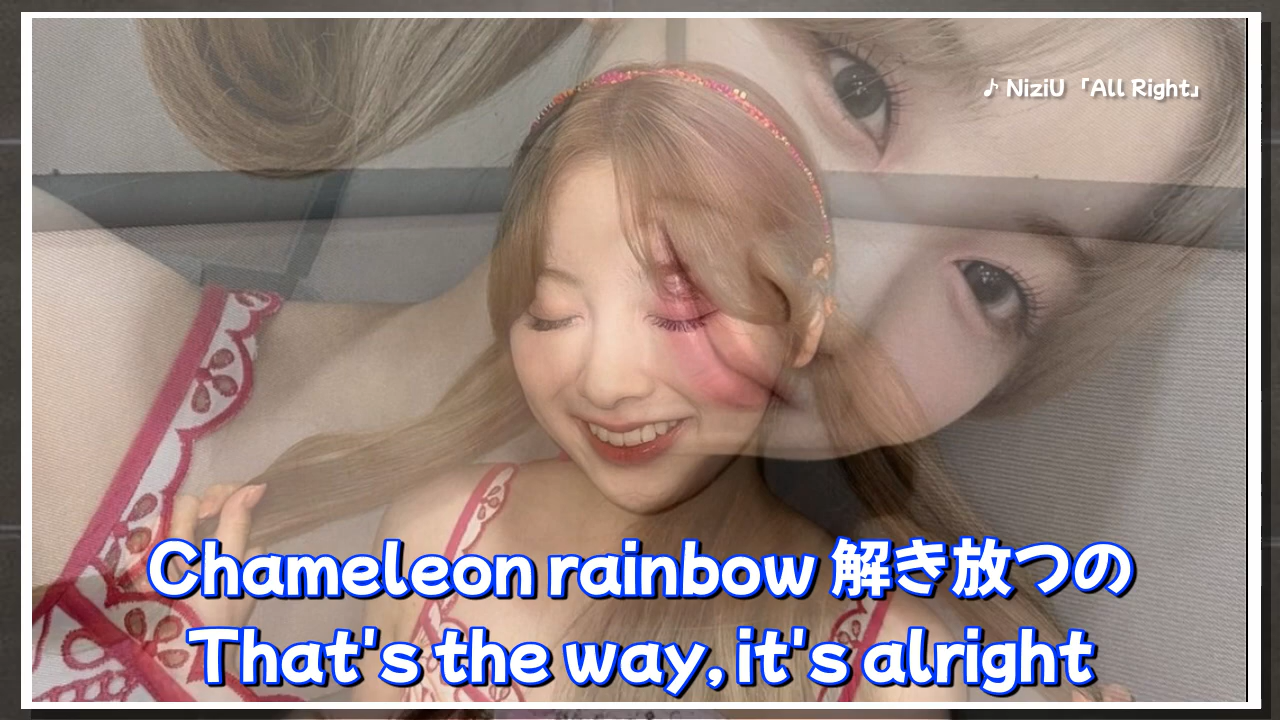 ♪ NiziU 「All Right」
Chameleon rainbow 解き放つの
That's the way, it's alright